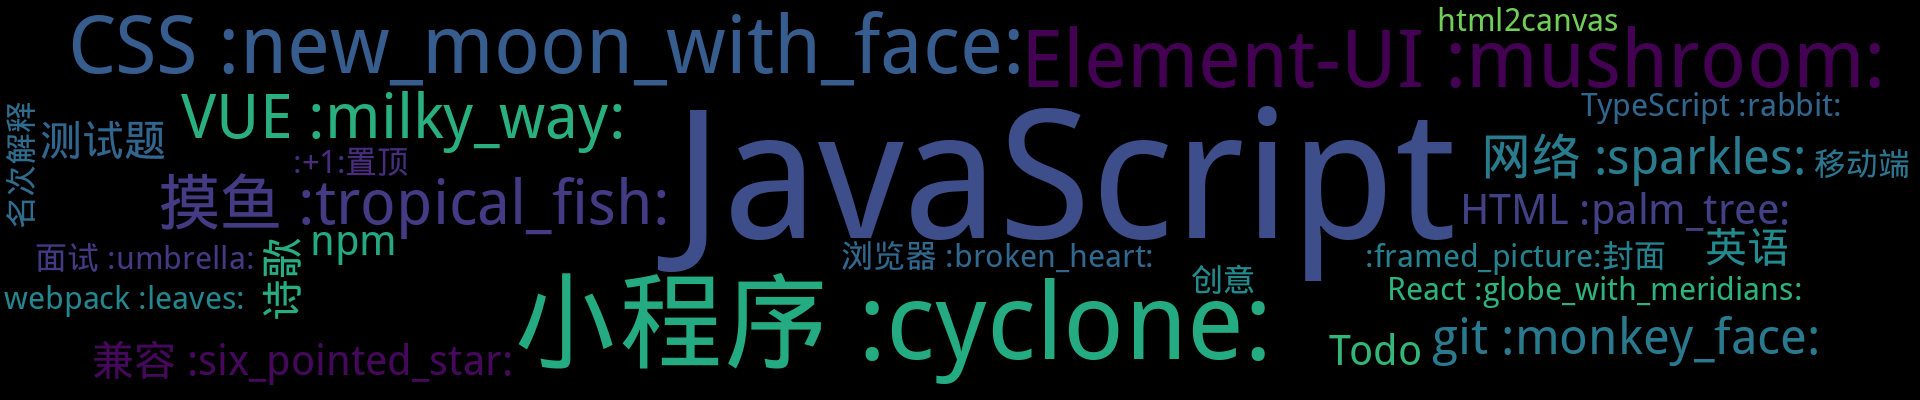 CSS :new_moon_with_face:
Element-UI :mushroom:
html2canvas
VUE :milky_way:
JavaScript
TypeScript :rabbit:
名次解释
测试题
:+1:置顶
网络 :sparkles:
移动端
摸鱼 :tropical_fish:
HTML :palm_tree:
npm
面试 :umbrella:
诗歌
浏览器 :broken_heart:
:framed_picture:封面
英语
创意
webpack :leaves:
React :globe_with_meridians:
小程序 :cyclone:
兼容 :six_pointed_star:
Todo
git :monkey_face: